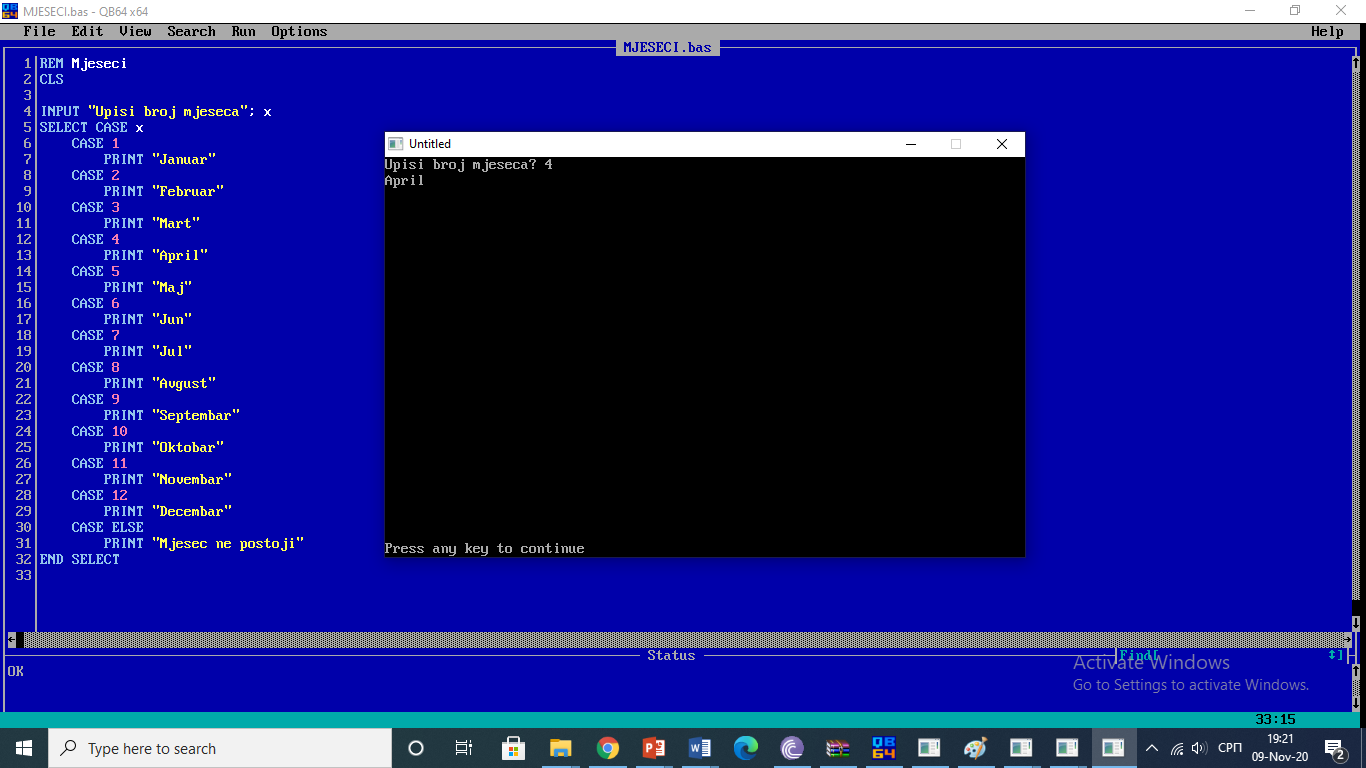 MJESECI.bas - QB64 x64
File Edit View Search Run Options Help
MJESECI.bas
1 REM Mjeseci
2 CLS
3
4 INPUT "Upisi broj mjeseca"; x
5 SELECT CASE x
6 CASE 1
7 PRINT "Januar"
8 CASE 2
9 PRINT "Februar"
10 CASE 3
11 PRINT "Mart"
12 CASE 4
13 PRINT "April"
14 CASE 5
15 PRINT "Maj"
16 CASE 6
17 PRINT "Jun"
18 CASE 7
19 PRINT "Jul"
20 CASE 8
21 PRINT "Avgust"
22 CASE 9
23 PRINT "Septembar"
24 CASE 10
25 PRINT "Oktobar"
26 CASE 11
27 PRINT "Novembar"
28 CASE 12
29 PRINT "Decembar"
30 CASE ELSE
31 PRINT "Mjesec ne postoji"
32 END SELECT
33
Untitled
Upisi broj mjeseca? 4
April
Press any key to continue
Status
Find[ ]
OK
Activate Windows
Go to Settings to activate Windows.
33:15
Type here to search
QB64
СРП
19:21
09-Nov-20
2